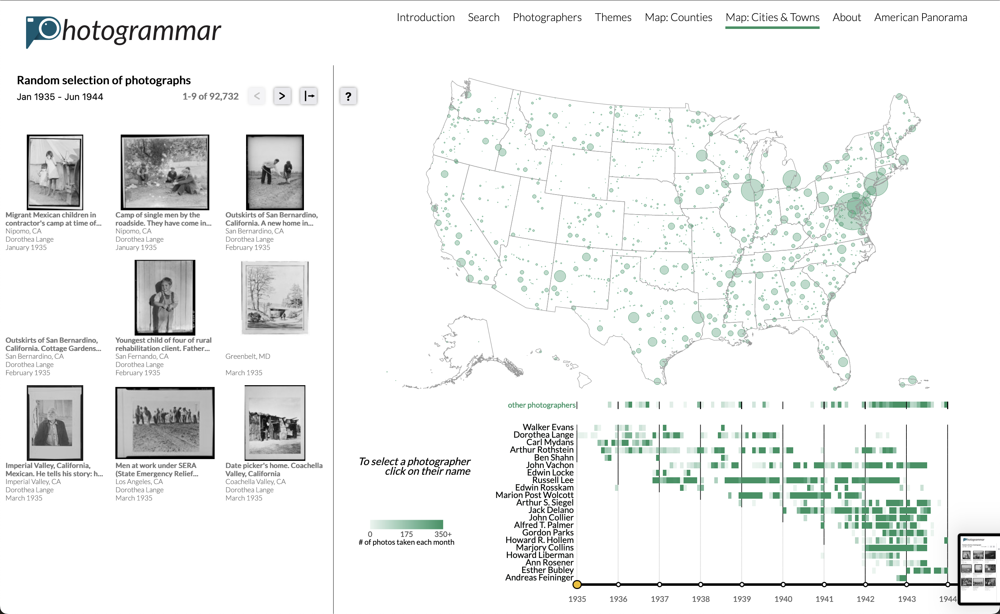 Photogrammar
Introduction Search Photographers Themes Map: Counties Map: Cities & Towns About American Panorama
Random selection of photographs
Jan 1935 - Jun 1944
1-9 of 92,732
< > |→ ?
Migrant Mexican children in
contractor's camp at time of...
Nipomo, CA
Dorothea Lange
January 1935
Camp of single men by the
roadside. They have come in...
Nipomo, CA
Dorothea Lange
January 1935
Outskirts of San Bernardino,
California. A new home in...
San Bernardino, CA
Dorothea Lange
February 1935
Outskirts of San Bernardino,
California. Cottage Gardens...
San Bernardino, CA
Dorothea Lange
February 1935
Youngest child of four of rural
rehabilitation client. Father...
San Fernando, CA
Dorothea Lange
February 1935
Greenbelt, MD
March 1935
Imperial Valley, California,
Mexican. He tells his story: h...
Imperial Valley, CA
Dorothea Lange
March 1935
Men at work under SERA
(State Emergency Relief...
Los Angeles, CA
Dorothea Lange
March 1935
Date picker's home. Coachella
Valley, California
Coachella Valley, CA
Dorothea Lange
March 1935
other photographers
Walker Evans
Dorothea Lange
Carl Mydans
Arthur Rothstein
Ben Shahn
John Vachon
Edwin Locke
Russell Lee
Edwin Rosskam
Marion Post Wolcott
Arthur S. Siegel
Jack Delano
John Collier
Alfred T. Palmer
Gordon Parks
Howard R. Hollem
Marjory Collins
Howard Liberman
Ann Rosener
Esther Bubley
Andreas Feininger
To select a photographer
click on their name
0 175 350+
# of photos taken each month
1935 1936 1937 1938 1939 1940 1941 1942 1943 1944
Photogrammar